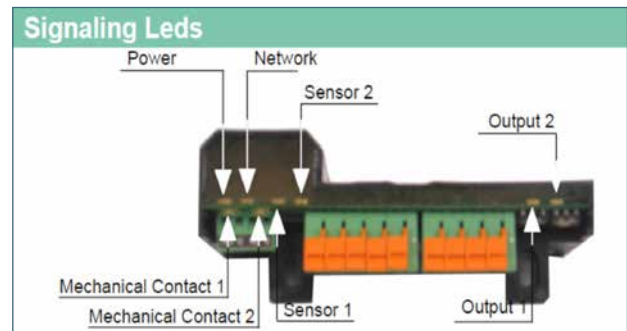 Signaling Leds
Power
Network
Sensor 2
Output 2
Mechanical Contact 1
Mechanical Contact 2
Sensor 1
Output 1